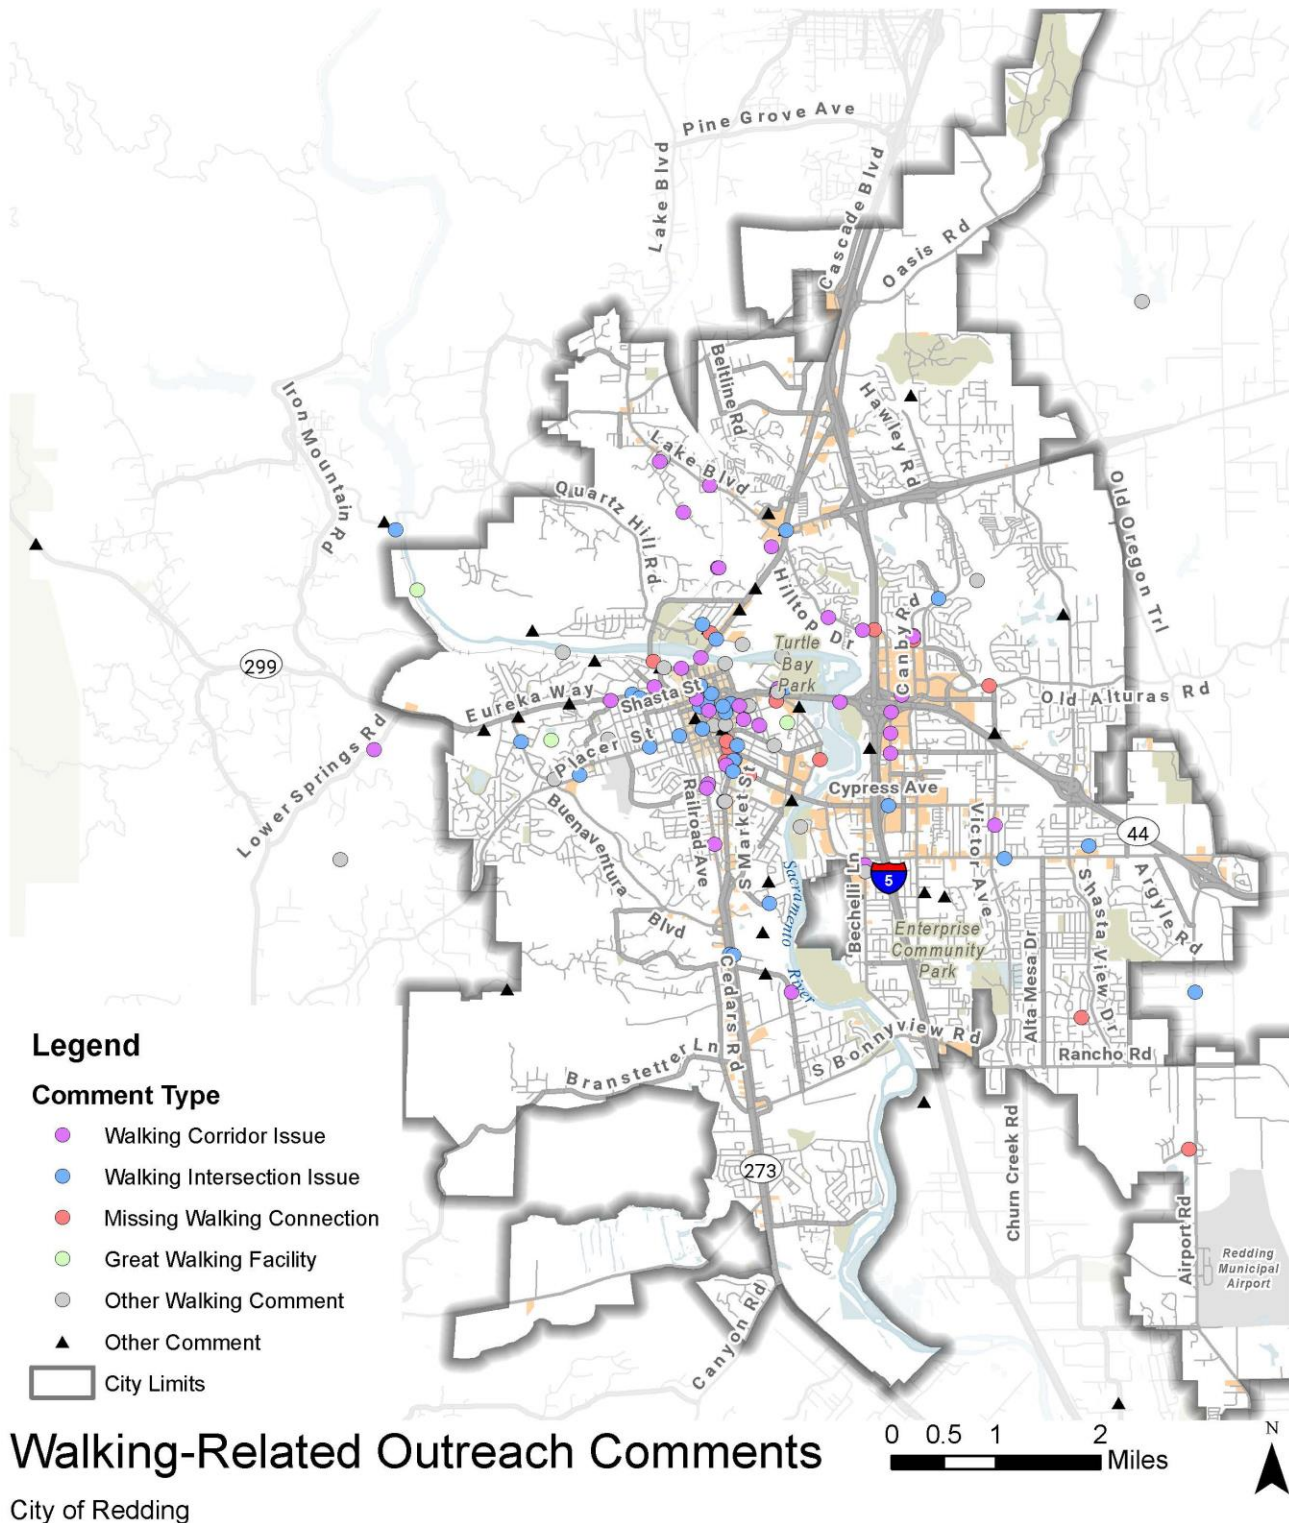 Pine Grove Ave
Lake Blvd
Cascade Blvd
Oasis Rd
Beltline Rd
Hawley Rd
Iron Mountain Rd
Lake Blvd
Quartz Hill Rd
Old Oregon Trl
Hilltop Dr
Canby Rd
Turtle
Bay
Park
299
Eureka Way
Shasta St
Old Alturas Rd
Placer St
Lower Springs Rd
Cypress Ave
Railroad Ave
S Market St
Buenaventura
Blvd
Victor Ave
44
Sacramento
River
Bechelli Ln
5
Shasta View Dr
Argyle Rd
Enterprise
Community
Park
Alta Mesa Dr
Cedars Rd
S Bonnyview Rd
Rancho Rd
Branstetter Ln
Churn Creek Rd
273
Airport Rd
Redding
Municipal
Airport
Canyon Rd
Legend
Comment Type
Walking Corridor Issue
Walking Intersection Issue
Missing Walking Connection
Great Walking Facility
Other Walking Comment
Other Comment
City Limits
Walking-Related Outreach Comments
0 0.5 1 2
Miles
N
City of Redding